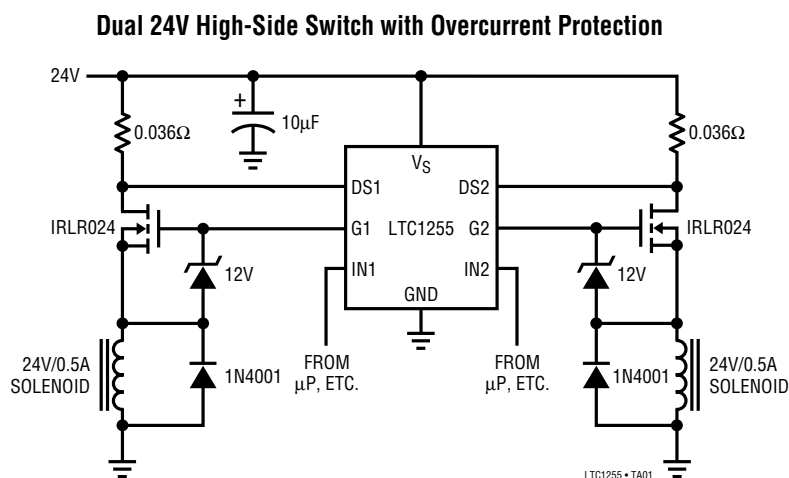 Dual 24V High-Side Switch with Overcurrent Protection
24V
+
0.036Ω
10µF
0.036Ω
VS
DS1
DS2
IRLR024
G1
LTC1255
G2
IRLR024
12V
IN1
IN2
12V
GND
24V/0.5A
SOLENOID
1N4001
FROM
µP, ETC.
FROM
µP, ETC.
1N4001
24V/0.5A
SOLENOID
LTC1255 • TA01